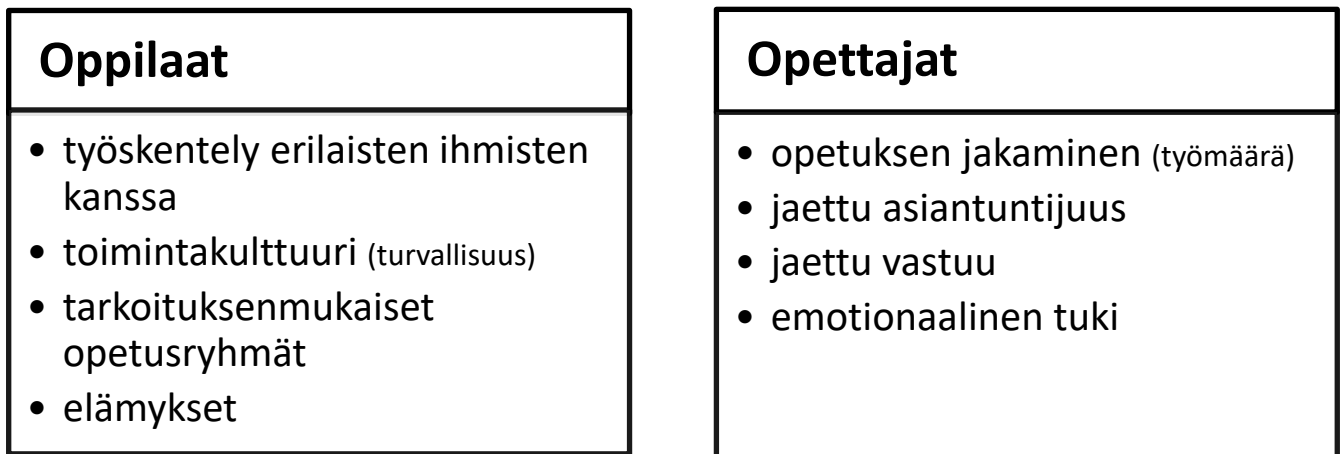 Oppilaat
• työskentely erilaisten ihmisten
kanssa
• toimintakulttuuri (turvallisuus)
• tarkoituksenmukaiset
opetusryhmät
• elämykset
Opettajat
• opetuksen jakaminen (työmäärä)
• jaettu asiantuntijuus
• jaettu vastuu
• emotionaalinen tuki